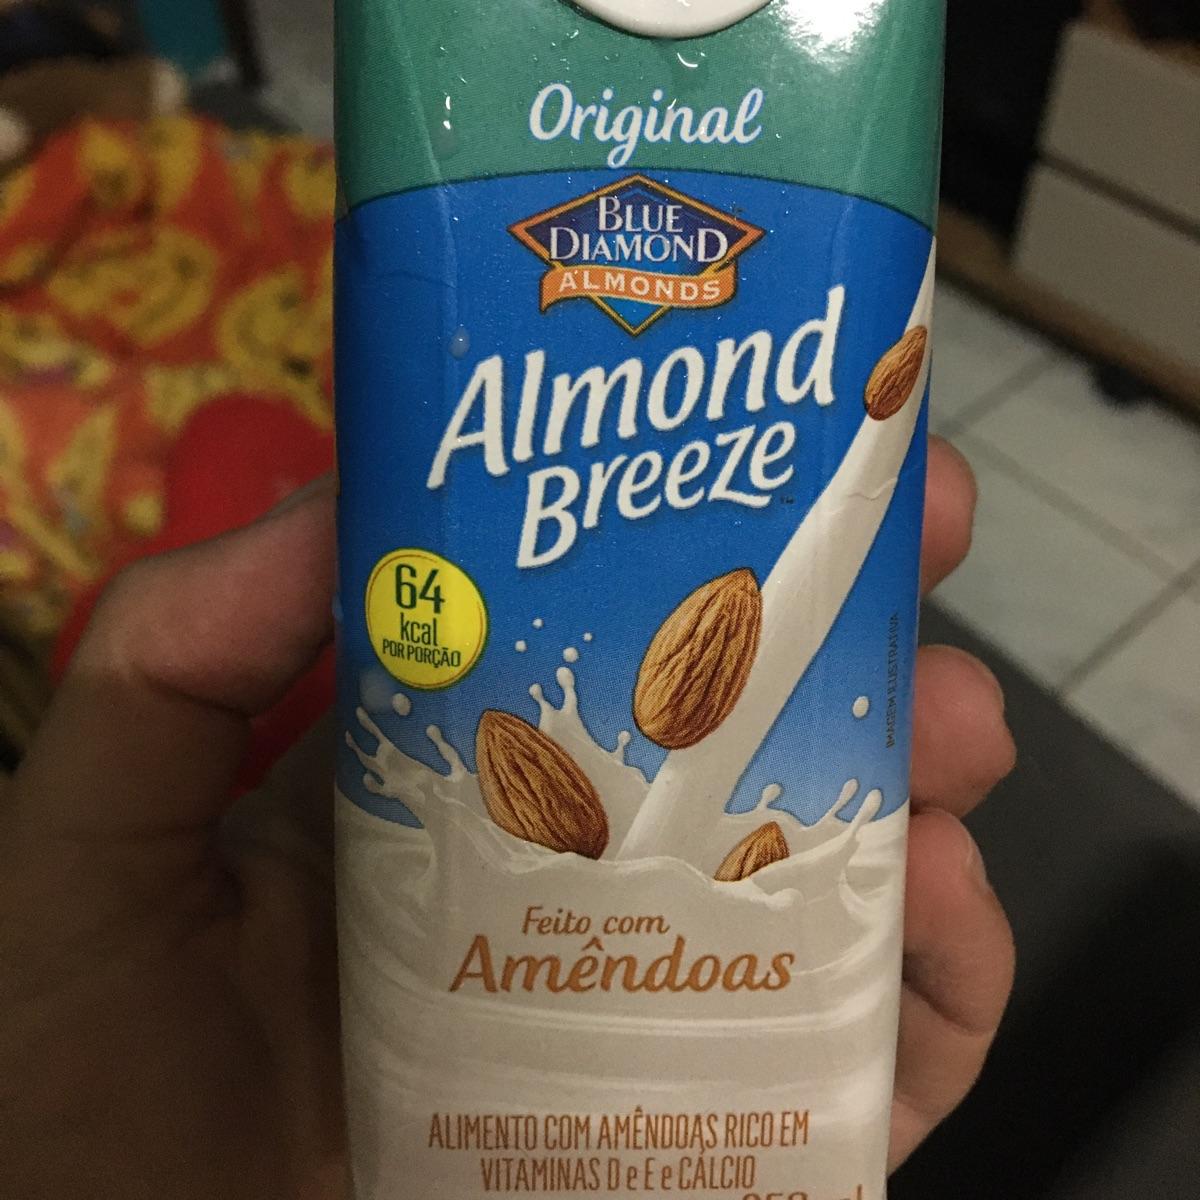 Original
BLUE
DIAMOND
ALMONDS
Almond
Breeze™
64
kcal
POR PORÇÃO
IMAGEM ILUSTRATIVA
Feito com
Amêndoas
ALIMENTO COM AMÊNDOAS RICO EM
VITAMINAS D e E e CÁLCIO